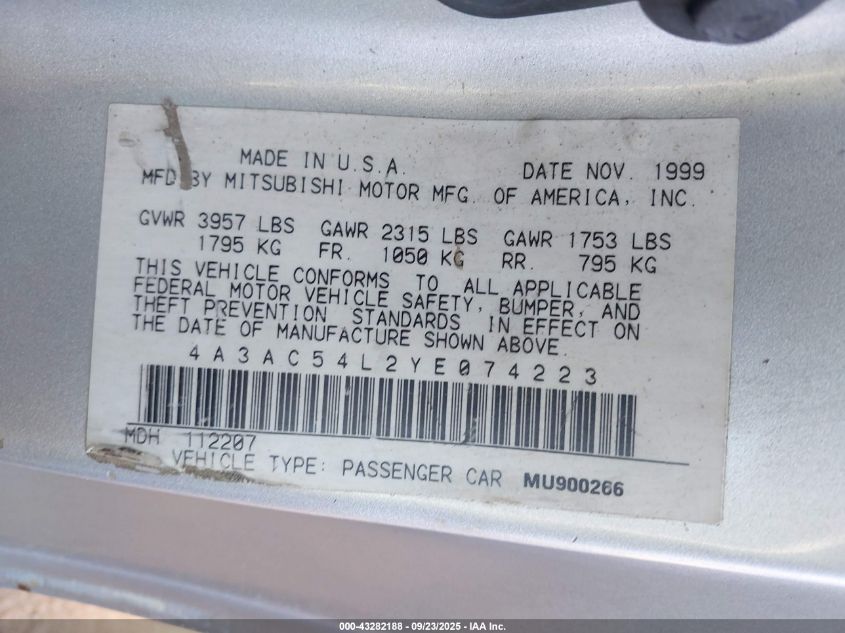 MADE IN U.S.A. DATE NOV. 1999
MFD BY MITSUBISHI MOTOR MFG. OF AMERICA, INC.
GVWR 3957 LBS GAWR 2315 LBS GAWR 1753 LBS
1795 KG FR. 1050 KG RR. 795 KG
THIS VEHICLE CONFORMS TO ALL APPLICABLE
FEDERAL MOTOR VEHICLE SAFETY, BUMPER, AND
THEFT PREVENTION STANDARDS IN EFFECT ON
THE DATE OF MANUFACTURE SHOWN ABOVE.
4A3AC54L2YE074223
MDH 112207
VEHICLE TYPE: PASSENGER CAR MU900266
000-43282188 - 09/23/2025 - IAA Inc.